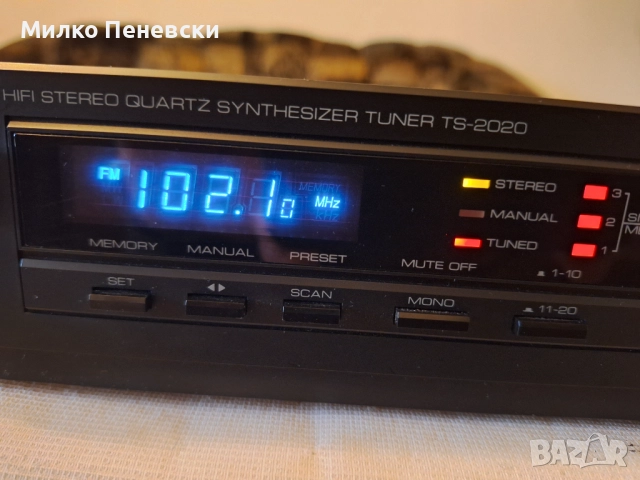 Милко Пеневски
HIFI STEREO QUARTZ SYNTHESIZER TUNER TS-2020
FM 102.10 MHz
MEMORY
KHz
STEREO 3
MANUAL 2
TUNED 1
MEMORY MANUAL PRESET
MUTE OFF 1-10
SET SCAN MONO 11-20
BAZAR